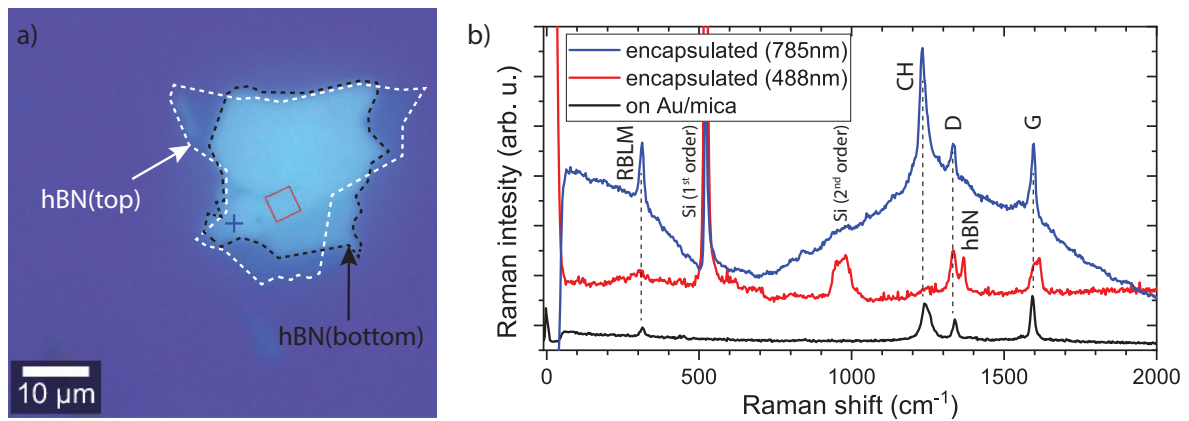 a)
hBN(top)
hBN(bottom)
10 μm
b)
encapsulated (785nm)
encapsulated (488nm)
on Au/mica
RBLM
Si (1st order)
Si (2nd order)
CH
D
hBN
G
Raman intesity (arb. u.)
0 500 1000 1500 2000
Raman shift (cm-1)